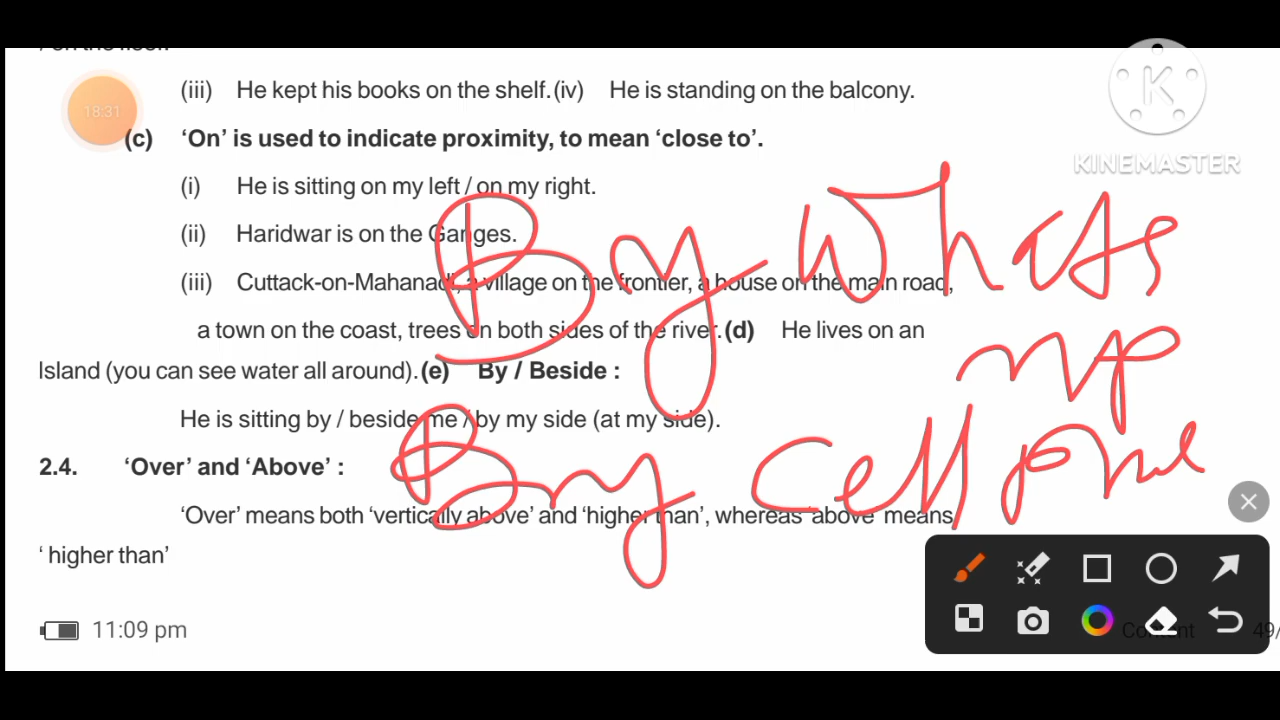 (iii) He kept his books on the shelf. (iv) He is standing on the balcony.
18:31
KINEMASTER
(c) ‘On’ is used to indicate proximity, to mean ‘close to’.
(i) He is sitting on my left / on my right.
(ii) Haridwar is on the Ganges.
By Whats
(iii) Cuttack-on-Mahanadi, a village on the frontier, a house on the main road,
a town on the coast, trees on both sides of the river. (d) He lives on an
Island (you can see water all around). (e) By / Beside :
He is sitting by / beside me / by my side (at my side).
By cell
2.4. ‘Over’ and ‘Above’ :
‘Over’ means both ‘vertically above’ and ‘higher than’, whereas ‘above’ means
‘ higher than’
11:09 pm
Content 49/